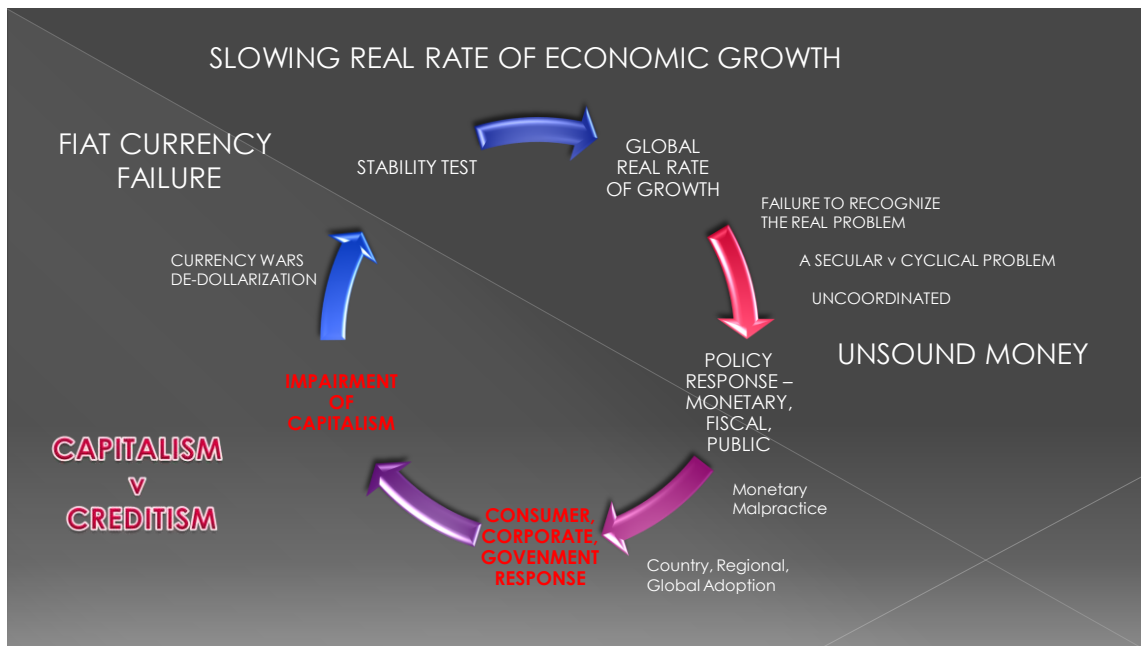 SLOWING REAL RATE OF ECONOMIC GROWTH
FIAT CURRENCY
FAILURE
STABILITY TEST
GLOBAL
REAL RATE
OF GROWTH
FAILURE TO RECOGNIZE
THE REAL PROBLEM
A SECULAR v CYCLICAL PROBLEM
UNCOORDINATED
UNSOUND MONEY
POLICY
RESPONSE –
MONETARY,
FISCAL,
PUBLIC
Monetary
Malpractice
Country, Regional,
Global Adoption
CONSUMER,
CORPORATE,
GOVENMENT
RESPONSE
IMPAIRMENT
OF
CAPITALISM
CURRENCY WARS
DE-DOLLARIZATION
CAPITALISM
v
CREDITISM